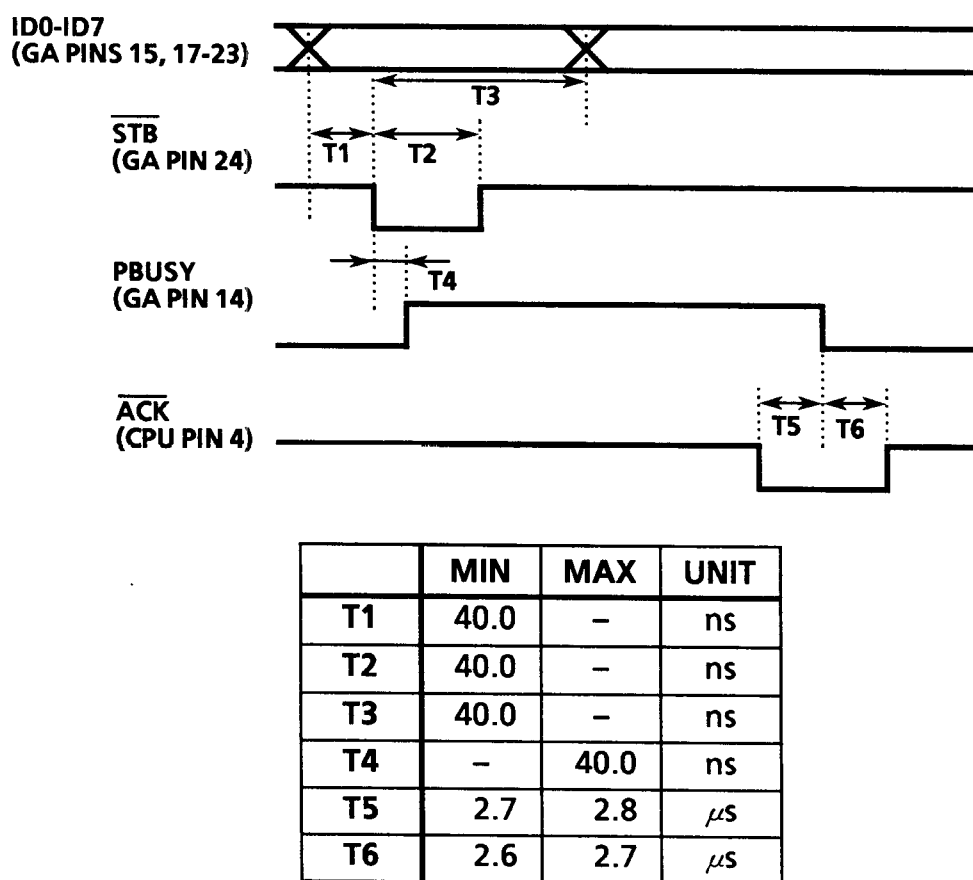 ID0-ID7
(GA PINS 15, 17-23)
T3
STB
(GA PIN 24)
T1 T2
PBUSY
(GA PIN 14)
T4
ACK
(CPU PIN 4)
T5 T6
MIN MAX UNIT
T1 40.0 – ns
T2 40.0 – ns
T3 40.0 – ns
T4 – 40.0 ns
T5 2.7 2.8 μs
T6 2.6 2.7 μs